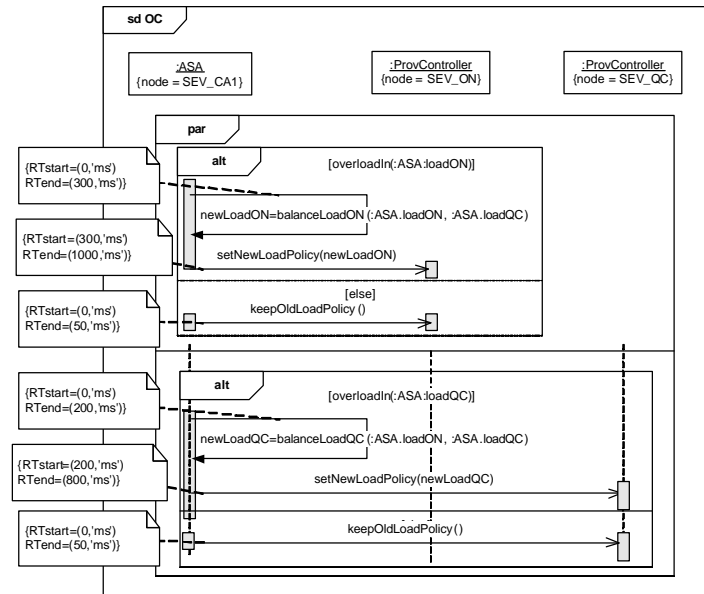 sd OC
:ASA
{node = SEV_CA1}
:ProvController
{node = SEV_ON}
:ProvController
{node = SEV_QC}
par
alt
[overloadIn(:ASA:loadON)]
{RTstart=(0,'ms')
RTend=(300,'ms')}
newLoadON=balanceLoadON (:ASA.loadON, :ASA.loadQC)
{RTstart=(300,'ms')
RTend=(1000,'ms')}
setNewLoadPolicy(newLoadON)
[else]
keepOldLoadPolicy ()
{RTstart=(0,'ms')
RTend=(50,'ms')}
alt
[overloadIn(:ASA:loadQC)]
{RTstart=(0,'ms')
RTend=(200,'ms')}
newLoadQC=balanceLoadQC (:ASA.loadON, :ASA.loadQC)
{RTstart=(200,'ms')
RTend=(800,'ms')}
setNewLoadPolicy(newLoadQC)
keepOldLoadPolicy()
{RTstart=(0,'ms')
RTend=(50,'ms')}